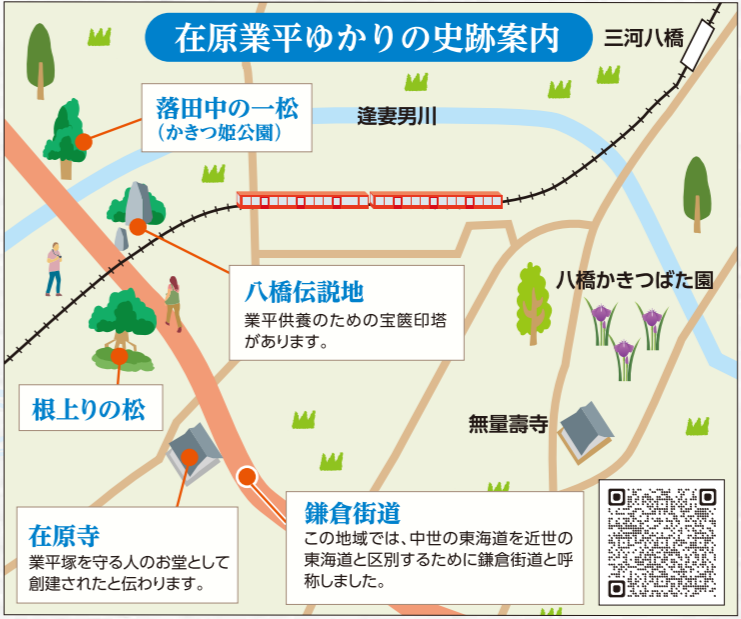 在原業平ゆかりの史跡案内
三河八橋
落田中の一松
（かきつ姫公園）
逢妻男川
八橋伝説地
業平供養のための宝篋印塔
があります。
八橋かきつばた園
根上りの松
無量壽寺
在原寺
業平塚を守る人のお堂として
創建されたと伝わります。
鎌倉街道
この地域では、中世の東海道を近世の
東海道と区別するために鎌倉街道と呼
称しました。